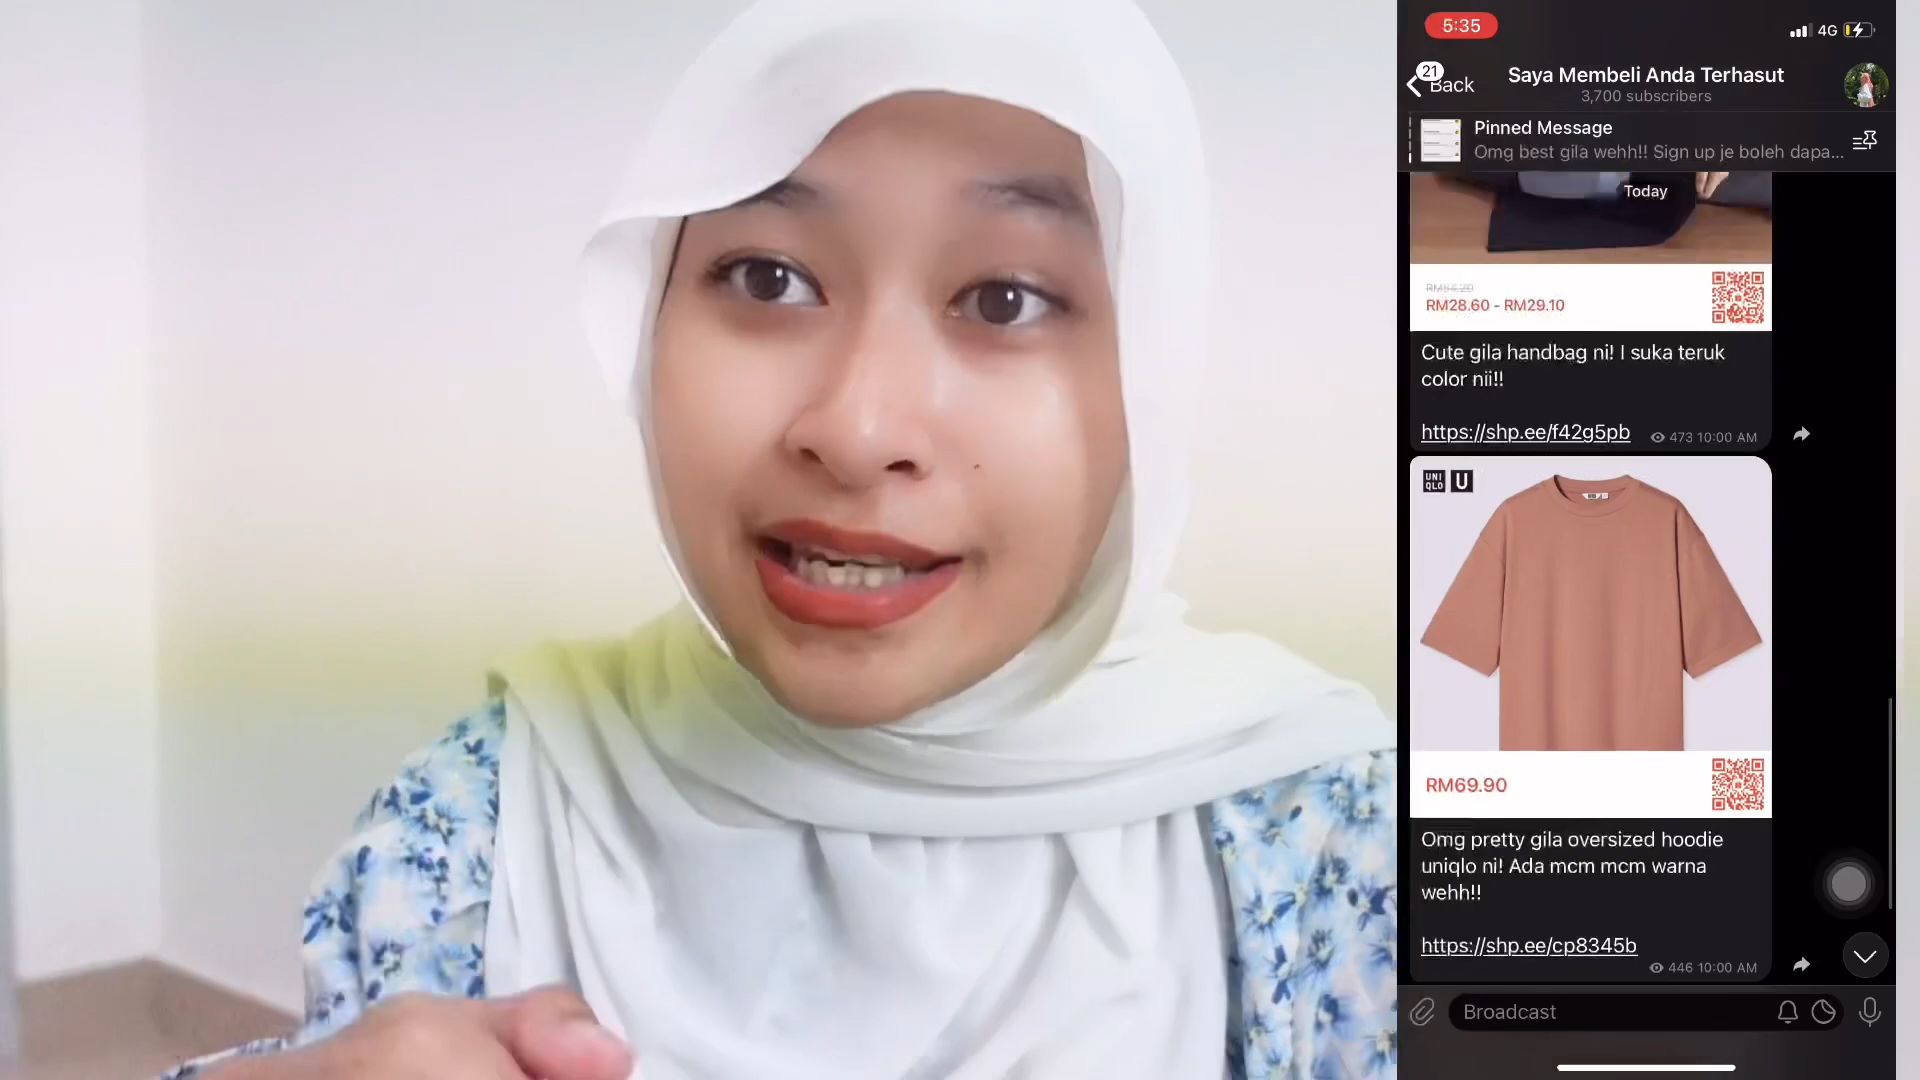 5:35
4G
21
Back
Saya Membeli Anda Terhasut
3,700 subscribers
Pinned Message
Omg best gila wehh!! Sign up je boleh dapa...
Today
RM28.60 - RM29.10
Cute gila handbag ni! I suka teruk
color nii!!
https://shp.ee/f42g5pb
473 10:00 AM
UNI
QLO U
RM69.90
Omg pretty gila oversized hoodie
uniqlo ni! Ada mcm mcm warna
wehh!!
https://shp.ee/cp8345b
446 10:00 AM
Broadcast